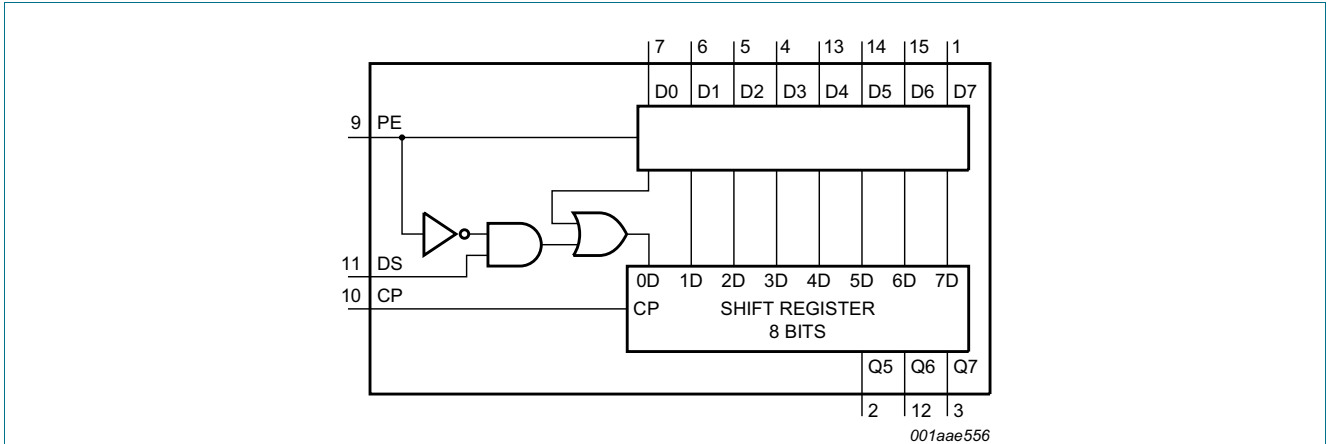 7 6 5 4 13 14 15 1
D0 D1 D2 D3 D4 D5 D6 D7
9 PE
11 DS
10 CP
0D 1D 2D 3D 4D 5D 6D 7D
CP SHIFT REGISTER
8 BITS
Q5 Q6 Q7
2 12 3
001aae556